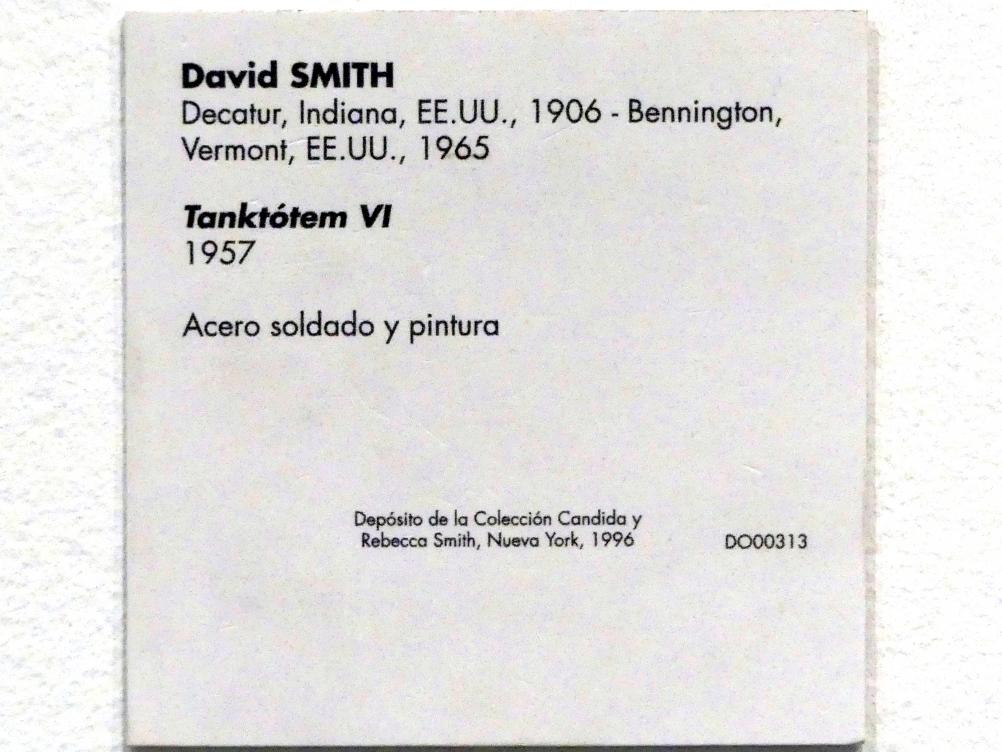 David SMITH
Decatur, Indiana, EE.UU., 1906 - Bennington,
Vermont, EE.UU., 1965
Tanktótem VI
1957
Acero soldado y pintura
Depósito de la Colección Candida y
Rebecca Smith, Nueva York, 1996
DO00313